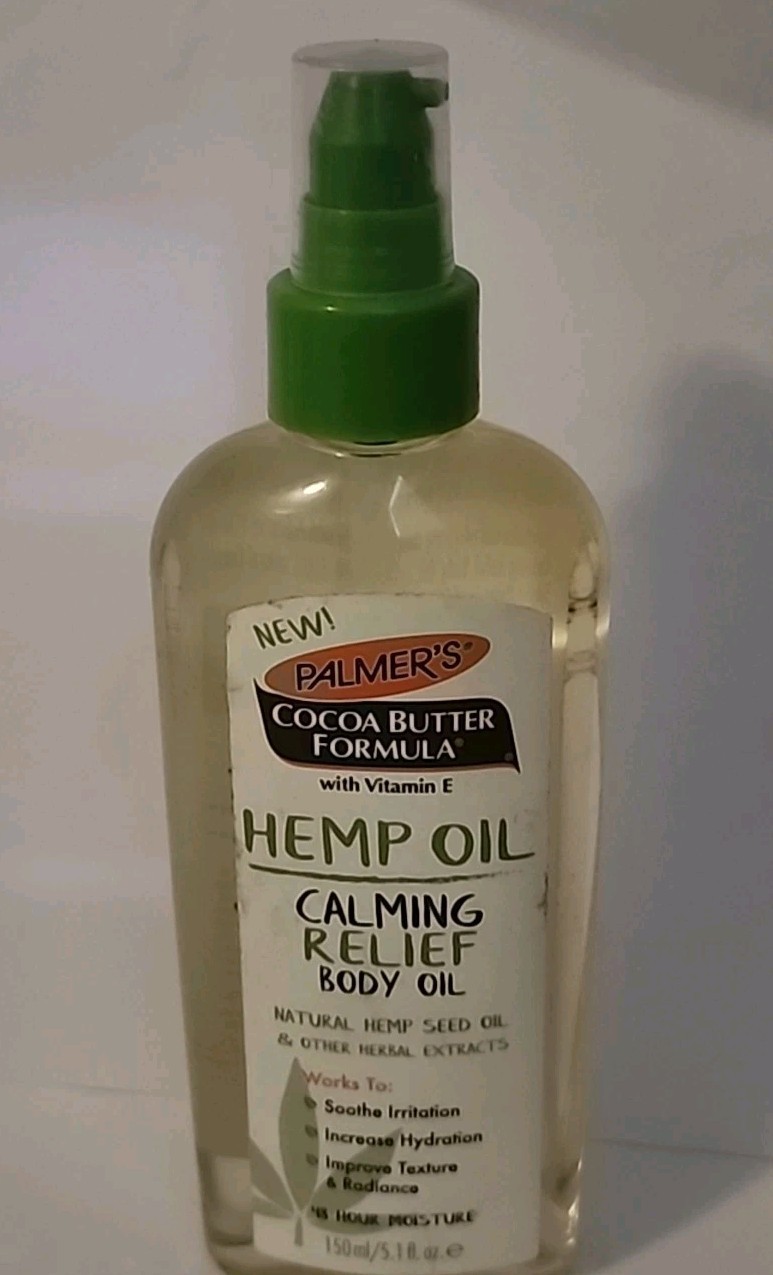 NEW!
PALMER'S®
COCOA BUTTER
FORMULA®
with Vitamin E
HEMP OIL
CALMING
RELIEF
BODY OIL
NATURAL HEMP SEED OIL
& OTHER HERBAL EXTRACTS
Works To:
Soothe Irritation
Increase Hydration
Improve Texture
& Radiance
48 HOUR MOISTURE
150ml/5.1 fl. oz. e